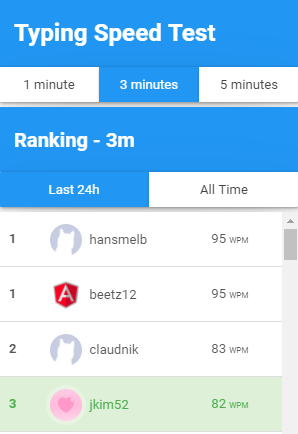 Typing Speed Test
1 minute 3 minutes 5 minutes
Ranking - 3m
Last 24h All Time
1 hansmelb 95 WPM
1 beetz12 95 WPM
2 claudnik 83 WPM
3 jkim52 82 WPM